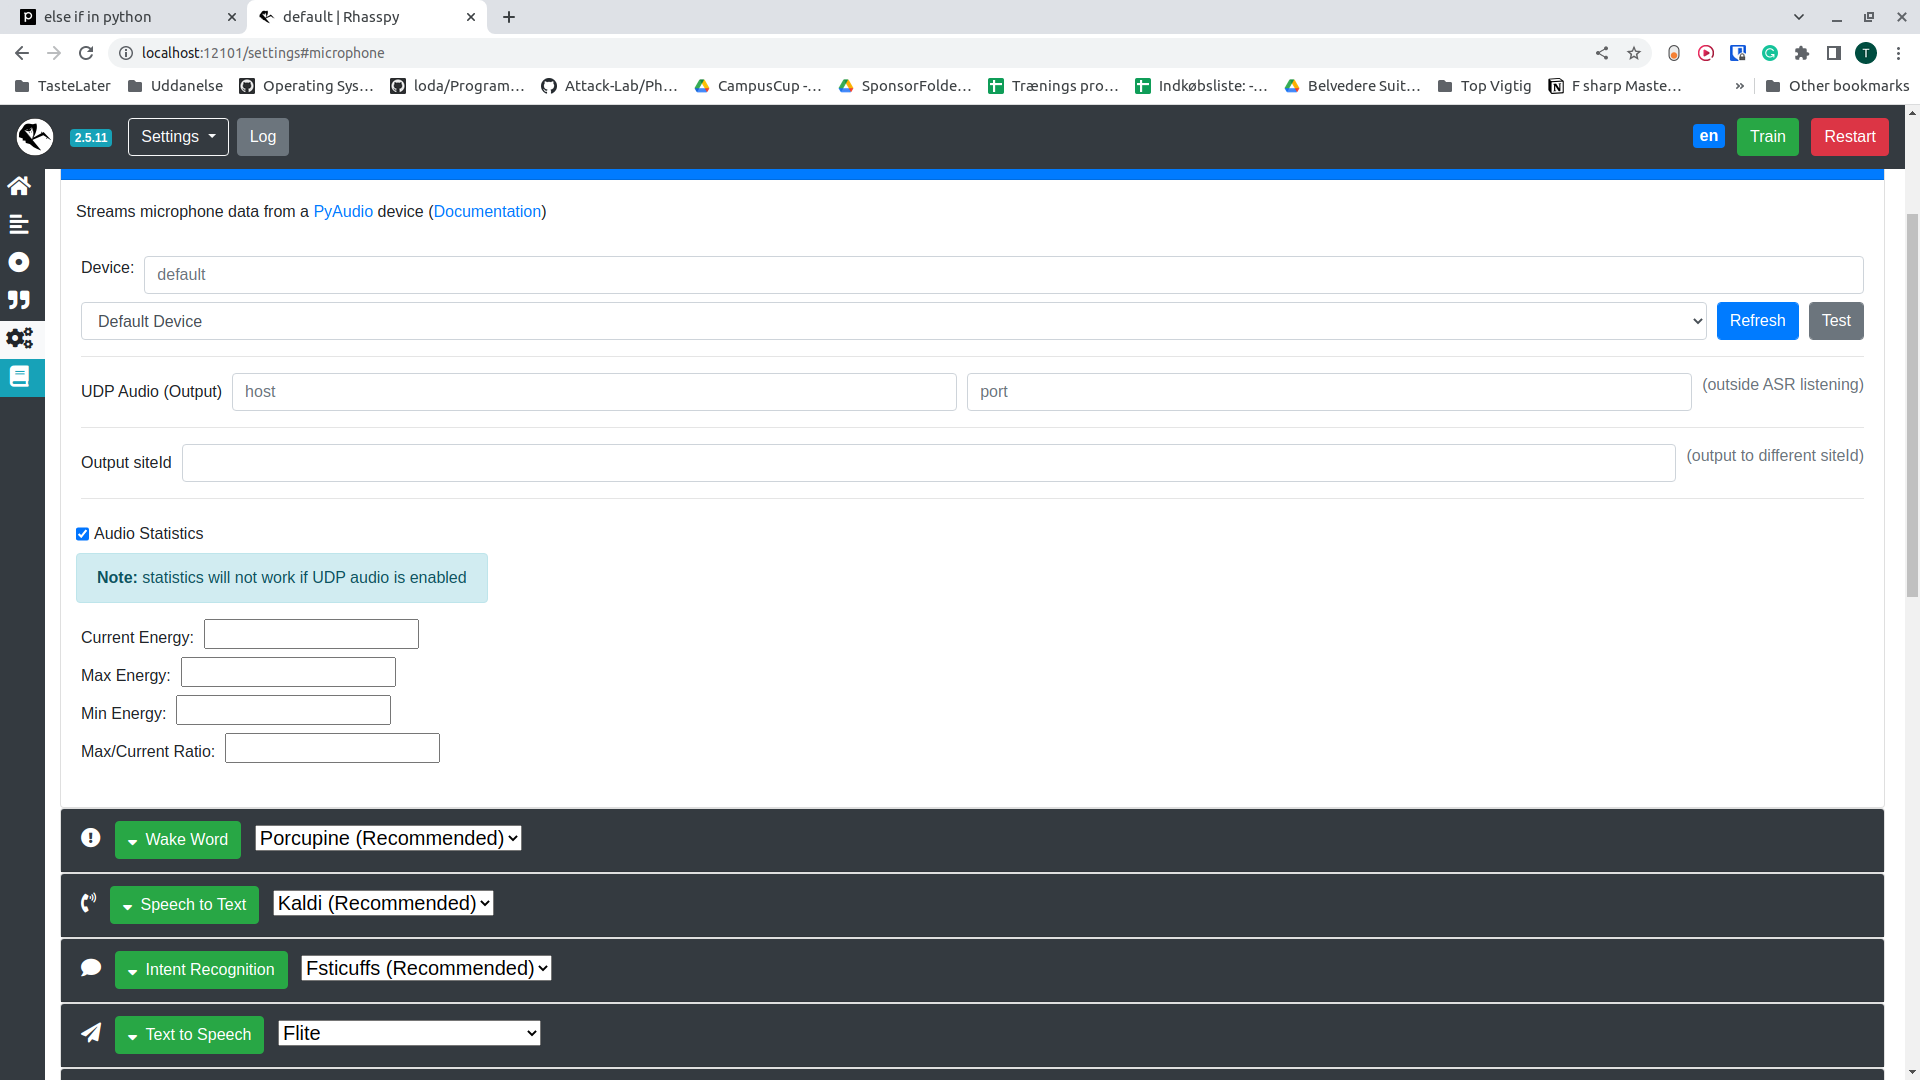 else if in python
default | Rhasspy
localhost:12101/settings#microphone
T
TasteLater
Uddanelse
Operating Sys...
loda/Program...
Attack-Lab/Ph...
CampusCup -...
SponsorFolde...
Trænings pro...
Indkøbsliste: -...
Belvedere Suit...
Top Vigtig
F sharp Maste...
»
Other bookmarks
2.5.11
Settings
Log
en
Train
Restart
Streams microphone data from a PyAudio device (Documentation)
Device:
default
Default Device
Refresh
Test
UDP Audio (Output)
host
port
(outside ASR listening)
Output siteId
(output to different siteId)
Audio Statistics
Note: statistics will not work if UDP audio is enabled
Current Energy:
Max Energy:
Min Energy:
Max/Current Ratio:
Wake Word
Porcupine (Recommended)
Speech to Text
Kaldi (Recommended)
Intent Recognition
Fsticuffs (Recommended)
Text to Speech
Flite